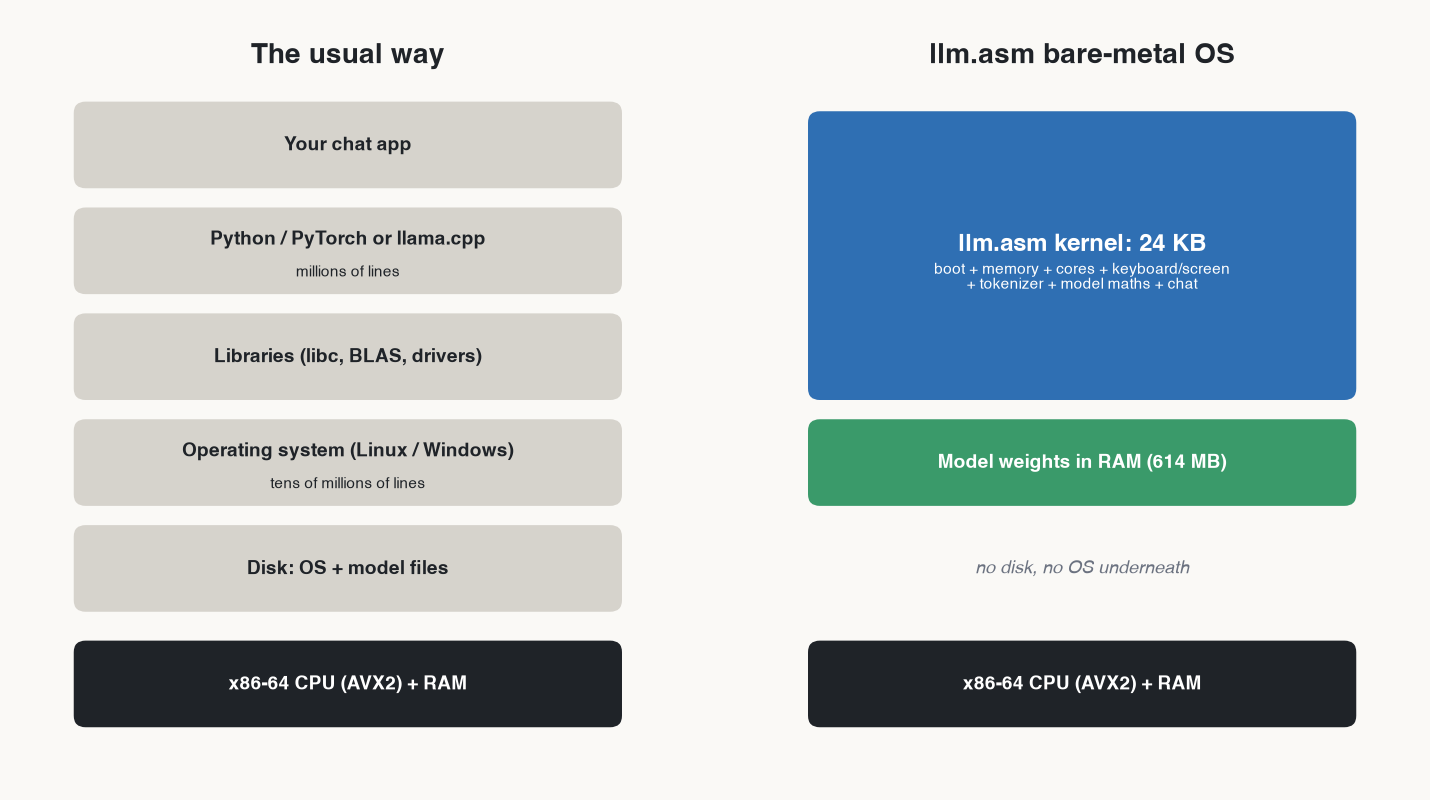 The usual way
Your chat app
Python / PyTorch or llama.cpp
millions of lines
Libraries (libc, BLAS, drivers)
Operating system (Linux / Windows)
tens of millions of lines
Disk: OS + model files
x86-64 CPU (AVX2) + RAM
llm.asm bare-metal OS
llm.asm kernel: 24 KB
boot + memory + cores + keyboard/screen
+ tokenizer + model maths + chat
Model weights in RAM (614 MB)
no disk, no OS underneath
x86-64 CPU (AVX2) + RAM